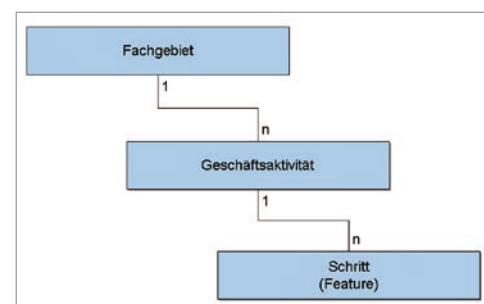 Fachgebiet
1
n
Geschäftsaktivität
1
n
Schritt
(Feature)